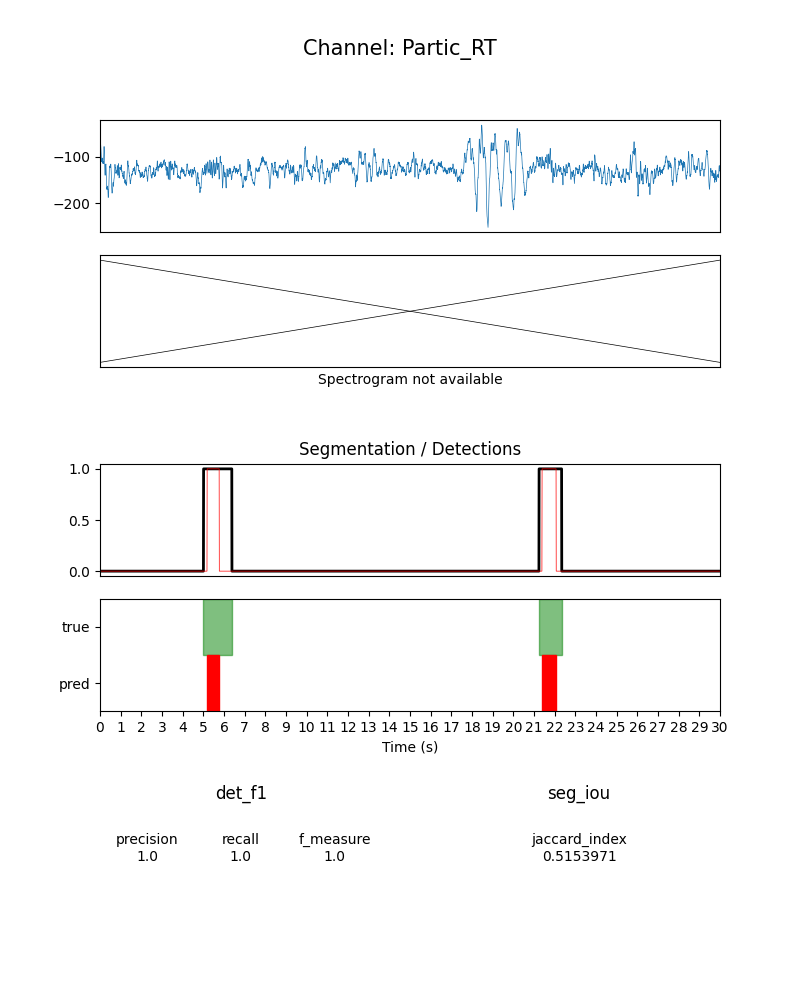 Channel: Partic_RT
−100
−200
Spectrogram not available
Segmentation / Detections
1.0
0.5
0.0
true
pred
0 1 2 3 4 5 6 7 8 9 10 11 12 13 14 15 16 17 18 19 20 21 22 23 24 25 26 27 28 29 30
Time (s)
det_f1 seg_iou
precision recall f_measure jaccard_index
1.0 1.0 1.0 0.5153971